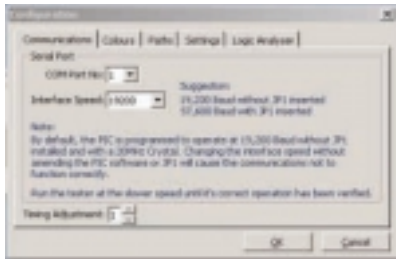 Configuration
Communications Colours Paths Settings Logic Analyser
Serial Port
COM Port No: 1
Interface Speed: 19200
Suggestion:
19,200 Baud without JP1 inserted
57,600 Baud with JP1 inserted
Note:
By default, the PIC is programmed to operate at 19,200 Baud without JP1
installed and with a 20MHz Crystal. Changing the interface speed without
amending the PIC software or JP1 will cause the communications not to
function correctly.
Run the tester at the slower speed until it's correct operation has been verified.
Timing Adjustment: 1
OK Cancel